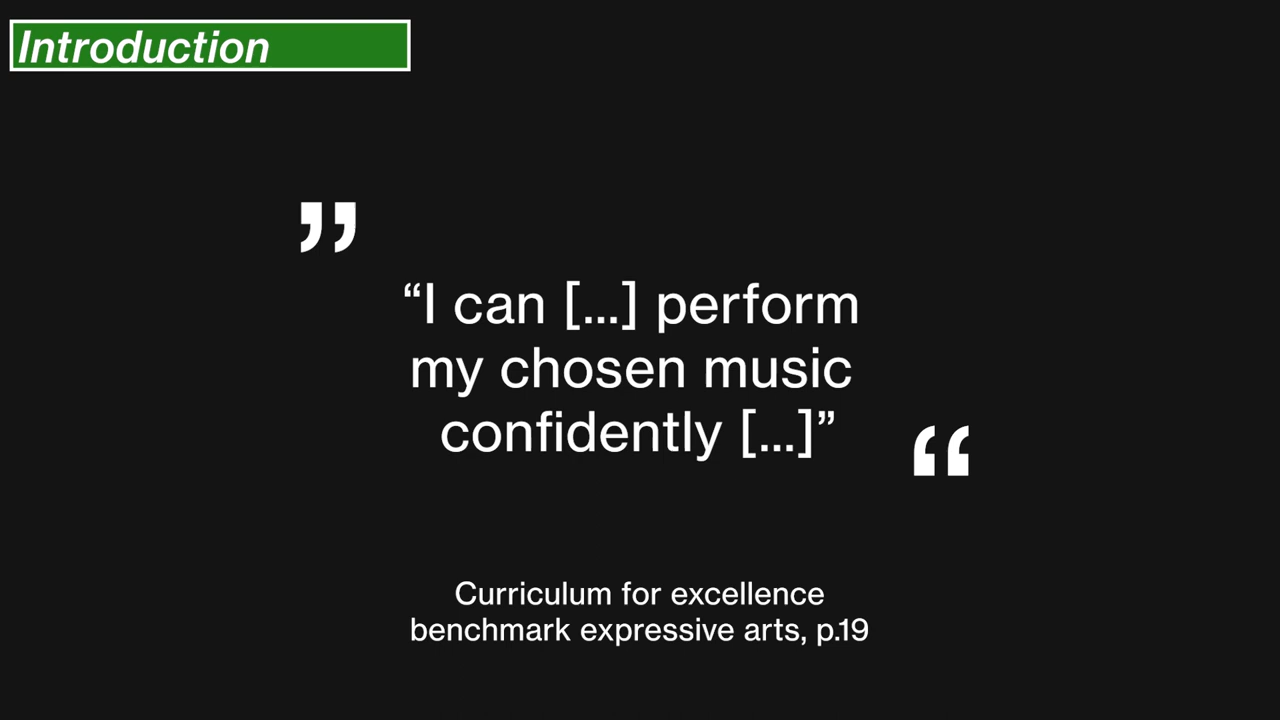 Introduction
”
“I can [...] perform
my chosen music
confidently [...]”
“
Curriculum for excellence
benchmark expressive arts, p.19